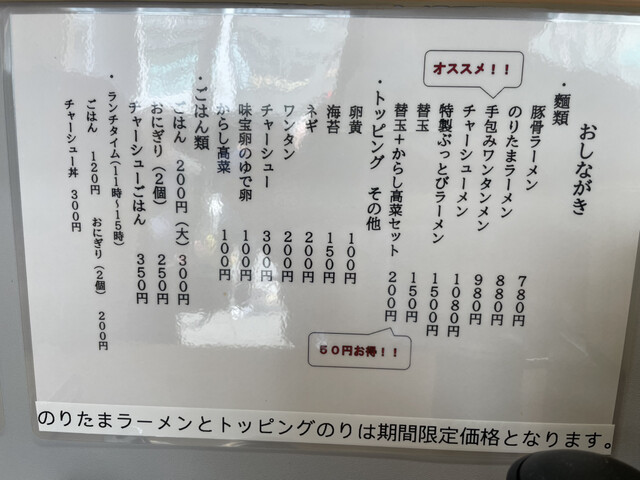 おしながき
・麺類
豚骨ラーメン 780円
のりたまラーメン 880円
オススメ!!
手包みワンタンメン 980円
チャーシューメン 1080円
特製ぶっとびラーメン 1500円
替玉 150円
替玉+からし高菜セット 200円
50円お得!!
・トッピング その他
卵黄 100円
海苔 150円
ネギ 200円
ワンタン 200円
チャーシュー 300円
味宝卵のゆで卵 100円
からし高菜 100円
・ごはん類
ごはん 200円(大)300円
おにぎり(2個) 250円
チャーシューごはん 350円
・ランチタイム(11時~15時)
ごはん 120円 おにぎり(2個) 200円
チャーシュー丼 300円
のりたまラーメンとトッピングのりは期間限定価格となります。